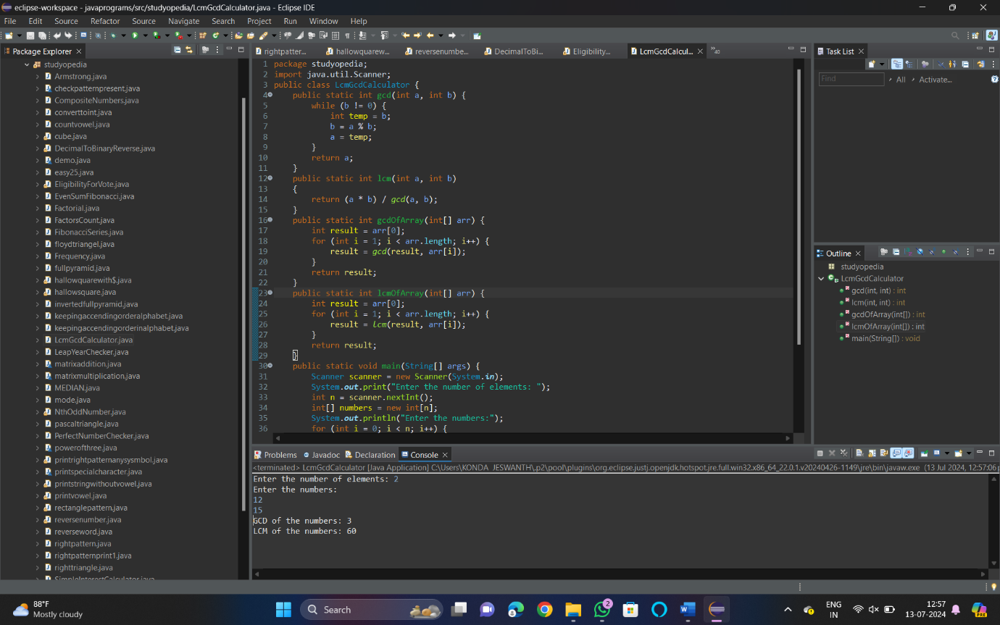 eclipse-workspace - javaprograms/src/studyopedia/LcmGcdCalculator.java - Eclipse IDE
File Edit Source Refactor Source Navigate Search Project Run Window Help
Package Explorer
studyopedia
Armstrong.java
checkpatternpresent.java
CompositeNumbers.java
converttoint.java
countvowel.java
cube.java
DecimalToBinaryReverse.java
demo.java
easy25.java
EligibilityForVote.java
EvenSumFibonacci.java
Factorial.java
FactorsCount.java
FibonacciSeries.java
floydtriangel.java
Frequency.java
fullpyramid.java
hallowquarewith$.java
hallowsquare.java
invertedfullpyramid.java
keepingaccendingorderalphabet.java
keepingaccendingorderinalphabet.java
LcmGcdCalculator.java
LeapYearChecker.java
matrixaddition.java
matrixmultiplication.java
MEDIAN.java
mode.java
NthOddNumber.java
pascaltriangle.java
PerfectNumberChecker.java
powerofthree.java
printrightpatternanysysmbol.java
printspecialcharacter.java
printstringwithoutvowel.java
printvowel.java
rectanglepattern.java
reversenumber.java
reverseword.java
rightpattern.java
rightpatternprint1.java
righttriangle.java
SimpleInterestCalculator.java
rightpatter... hallowquarew... reversenumbe... DecimalToBi... Eligibility... LcmGcdCalcul... »40
1 package studyopedia;
2 import java.util.Scanner;
3 public class LcmGcdCalculator {
4 public static int gcd(int a, int b) {
5 while (b != 0) {
6 int temp = b;
7 b = a % b;
8 a = temp;
9 }
10 return a;
11 }
12 public static int lcm(int a, int b)
13 {
14 return (a * b) / gcd(a, b);
15 }
16 public static int gcdOfArray(int[] arr) {
17 int result = arr[0];
18 for (int i = 1; i < arr.length; i++) {
19 result = gcd(result, arr[i]);
20 }
21 return result;
22 }
23 public static int lcmOfArray(int[] arr) {
24 int result = arr[0];
25 for (int i = 1; i < arr.length; i++) {
26 result = lcm(result, arr[i]);
27 }
28 return result;
29 }
30 public static void main(String[] args) {
31 Scanner scanner = new Scanner(System.in);
32 System.out.print("Enter the number of elements: ");
33 int n = scanner.nextInt();
34 int[] numbers = new int[n];
35 System.out.println("Enter the numbers:");
36 for (int i = 0; i < n; i++) {
Task List
Find All Activate...
Outline
studyopedia
LcmGcdCalculator
gcd(int, int) : int
lcm(int, int) : int
gcdOfArray(int[]) : int
lcmOfArray(int[]) : int
main(String[]) : void
Problems Javadoc Declaration Console
<terminated> LcmGcdCalculator [Java Application] C:\Users\KONDA JESWANTH\.p2\pool\plugins\org.eclipse.justj.openjdk.hotspot.jre.full.win32.x86_64_22.0.1.v20240426-1149\jre\bin\javaw.exe (13 Jul 2024, 12:57:06 p
Enter the number of elements: 2
Enter the numbers:
12
15
GCD of the numbers: 3
LCM of the numbers: 60
88°F
Mostly cloudy
Search
2
PRE
ENG
IN
12:57
13-07-2024